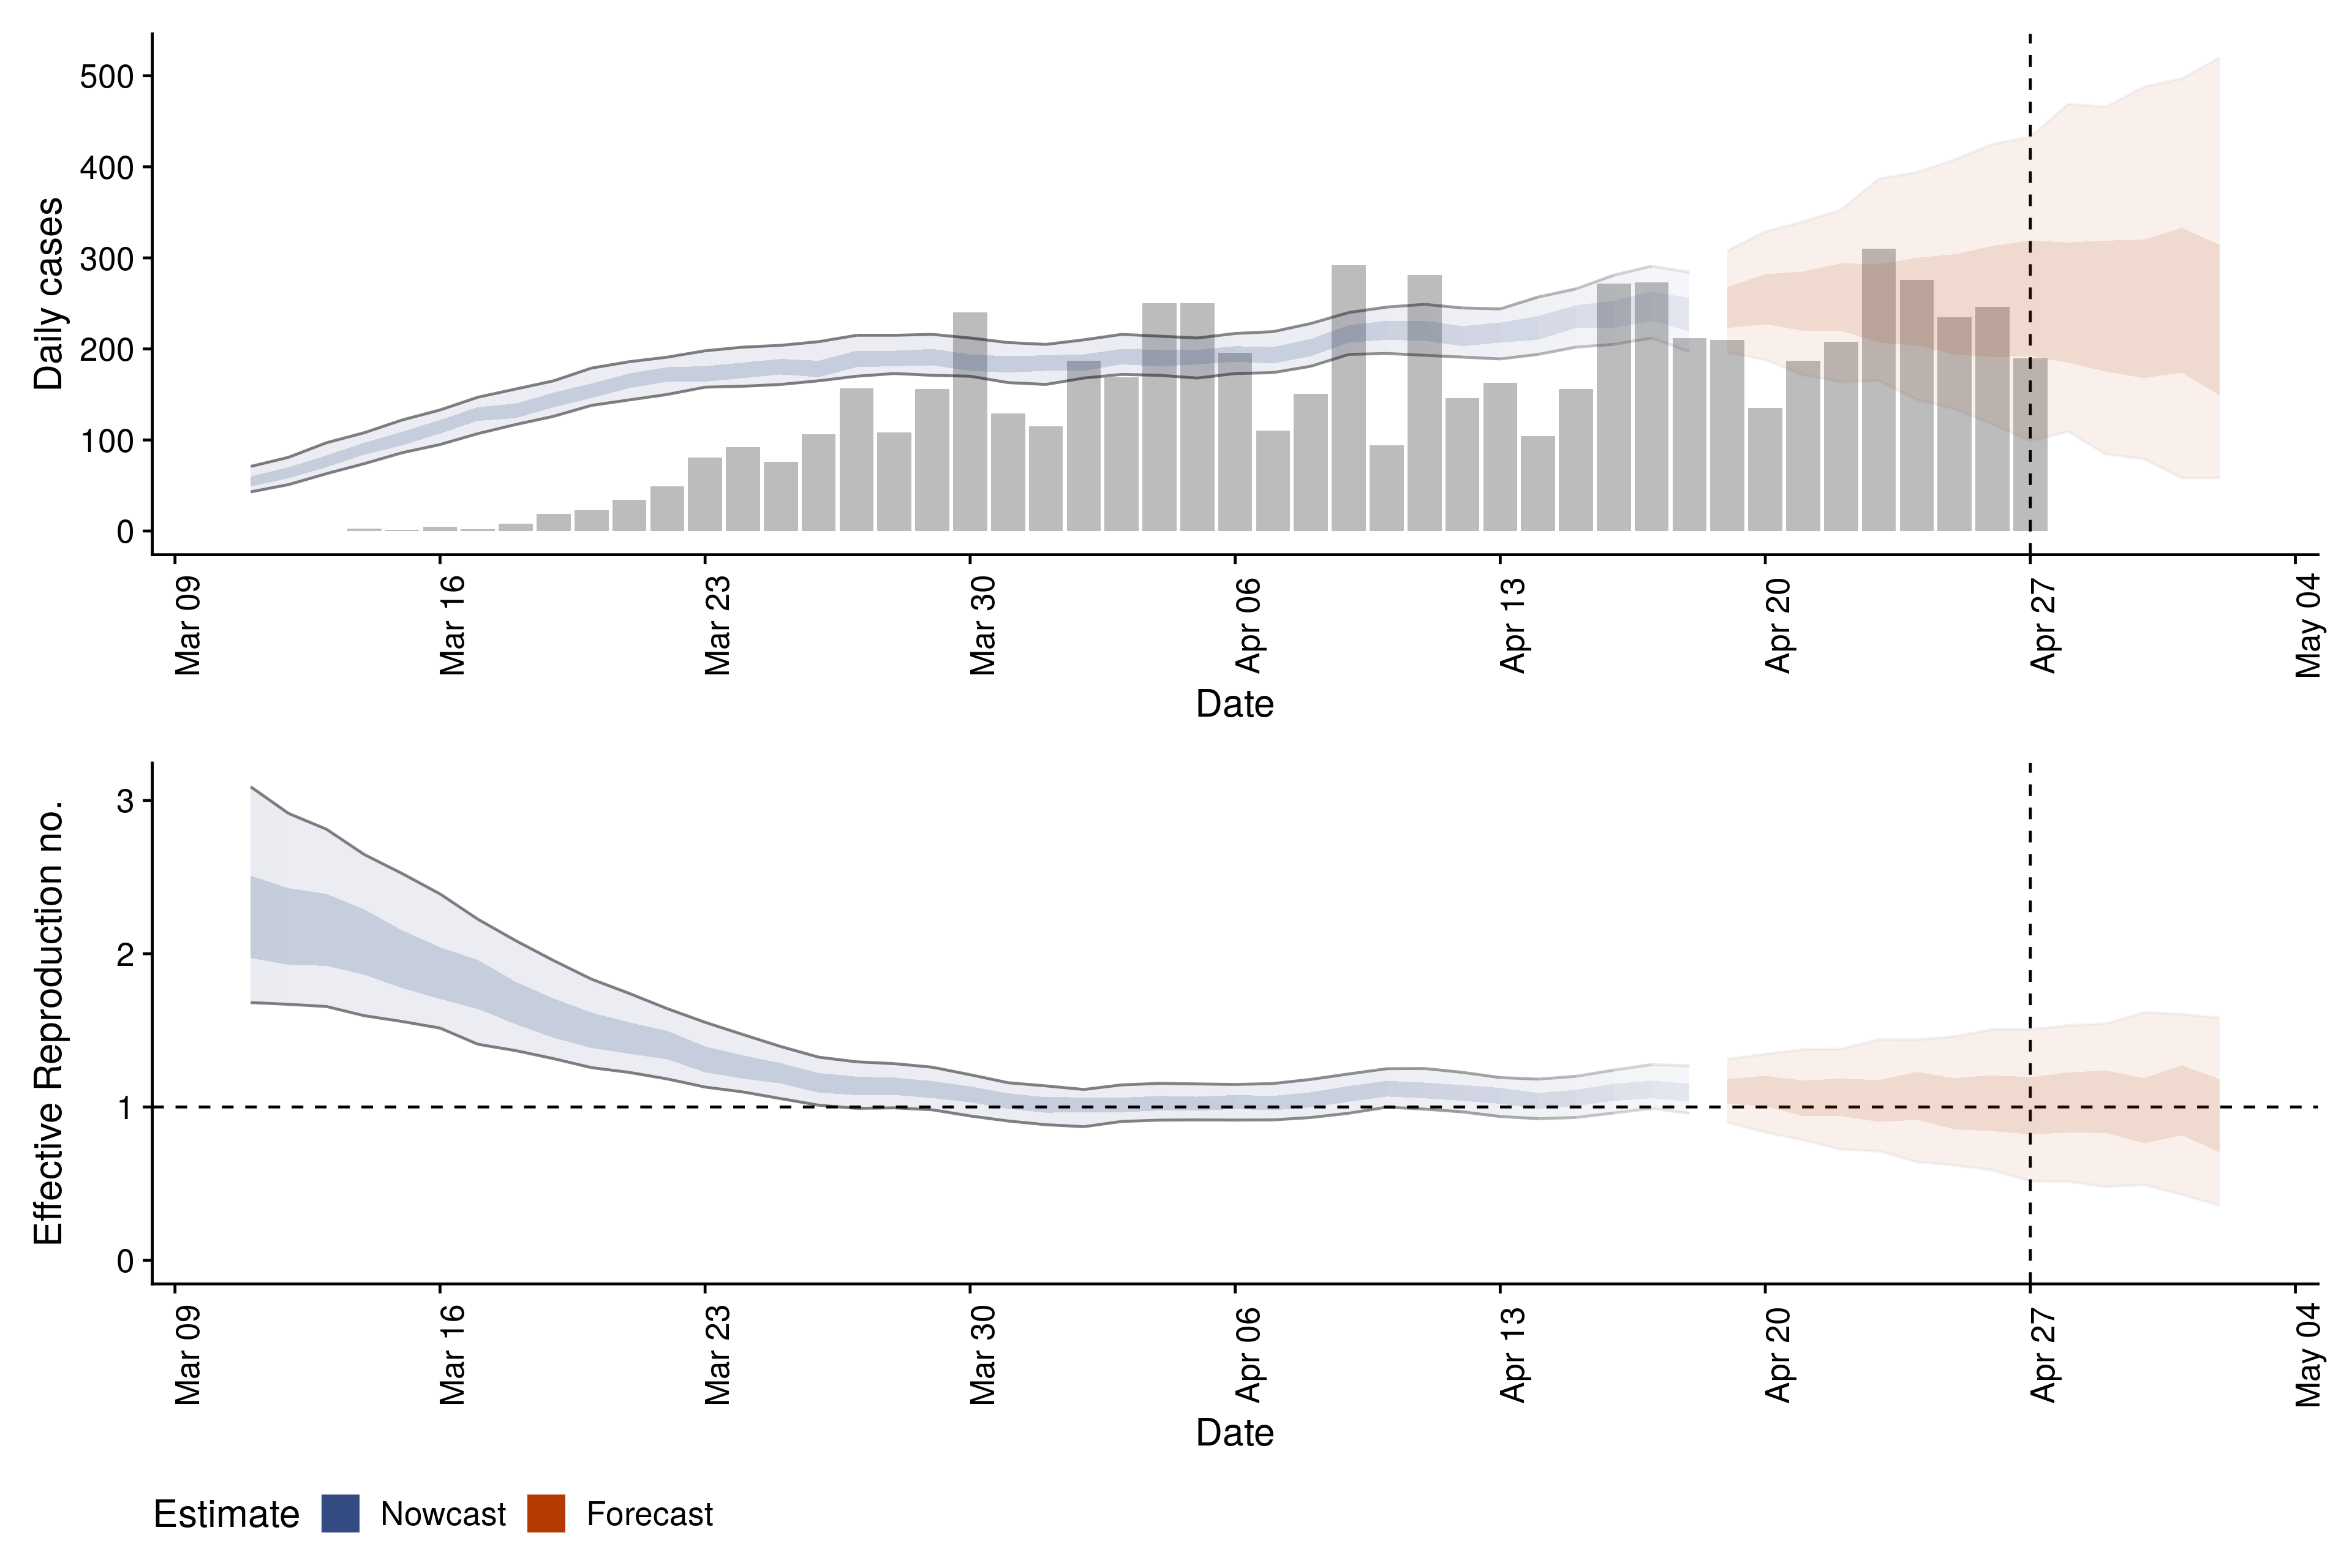 Daily cases
500
400
300
200
100
0
Mar 09
Mar 16
Mar 23
Mar 30
Apr 06
Apr 13
Apr 20
Apr 27
May 04
Date
Effective Reproduction no.
3
2
1
0
Mar 09
Mar 16
Mar 23
Mar 30
Apr 06
Apr 13
Apr 20
Apr 27
May 04
Date
Estimate Nowcast Forecast